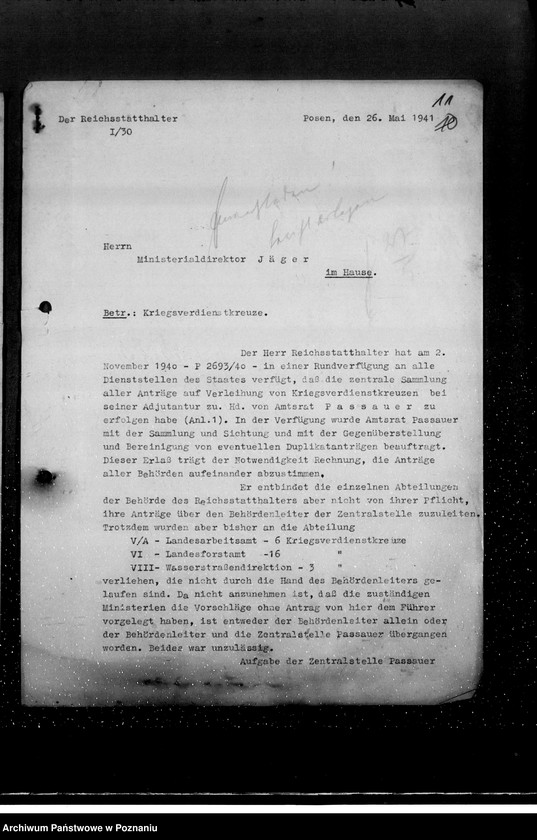 11
40
Der Reichsstatthalter Posen, den 26. Mai 1941
I/30
Herrn
Ministerialdirektor J ä g e r
im Hause.
Betr.: Kriegsverdienstkreuze.
Der Herr Reichsstatthalter hat am 2.
November 1940 - P 2693/40 - in einer Rundverfügung an alle
Dienststellen des Staates verfügt, daß die zentrale Sammlung
aller Anträge auf Verleihung von Kriegsverdienstkreuzen bei
seiner Adjutantur zu. Hd. von Amtsrat P a s s a u e r zu
erfolgen habe (Anl.1). In der Verfügung wurde Amtsrat Passauer
mit der Sammlung und Sichtung und mit der Gegenüberstellung
und Bereinigung von eventuellen Duplikatanträgen beauftragt.
Dieser Erlaß trägt der Notwendigkeit Rechnung, die Anträge
aller Behörden aufeinander abzustimmen.
Er entbindet die einzelnen Abteilungen
der Behörde des Reichsstatthalters aber nicht von ihrer Pflicht,
ihre Anträge über den Behördenleiter der Zentralstelle zuzuleiten.
Trotzdem wurden aber bisher an die Abteilung
V/A - Landesarbeitsamt - 6 Kriegsverdienstkreuze
VI - Landesforstamt -16 "
VIII- Wasserstraßendirektion - 3 "
verliehen, die nicht durch die Hand des Behördenleiters ge-
laufen sind. Da nicht anzunehmen ist, daß die zuständigen
Ministerien die Vorschläge ohne Antrag von hier dem Führer
vorgelegt haben, ist entweder der Behördenleiter allein oder
der Behördenleiter und die Zentralstelle Passauer übergangen
worden. Beides war unzulässig.
Aufgabe der Zentralstelle Passauer
Archiwum Państwowe w Poznaniu